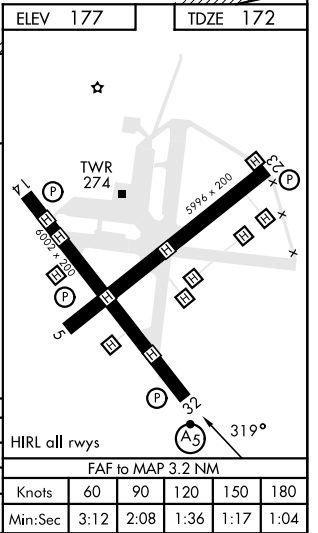 ELEV 177
TDZE 172
TWR
274
5996 x 200
23
14
6002 x 200
5
32
P
P
P
P
H
H
H
H
H
H
H
H
H
H
H
H
A5
319°
HIRL all rwys
FAF to MAP 3.2 NM
Knots 60 90 120 150 180
Min:Sec 3:12 2:08 1:36 1:17 1:04